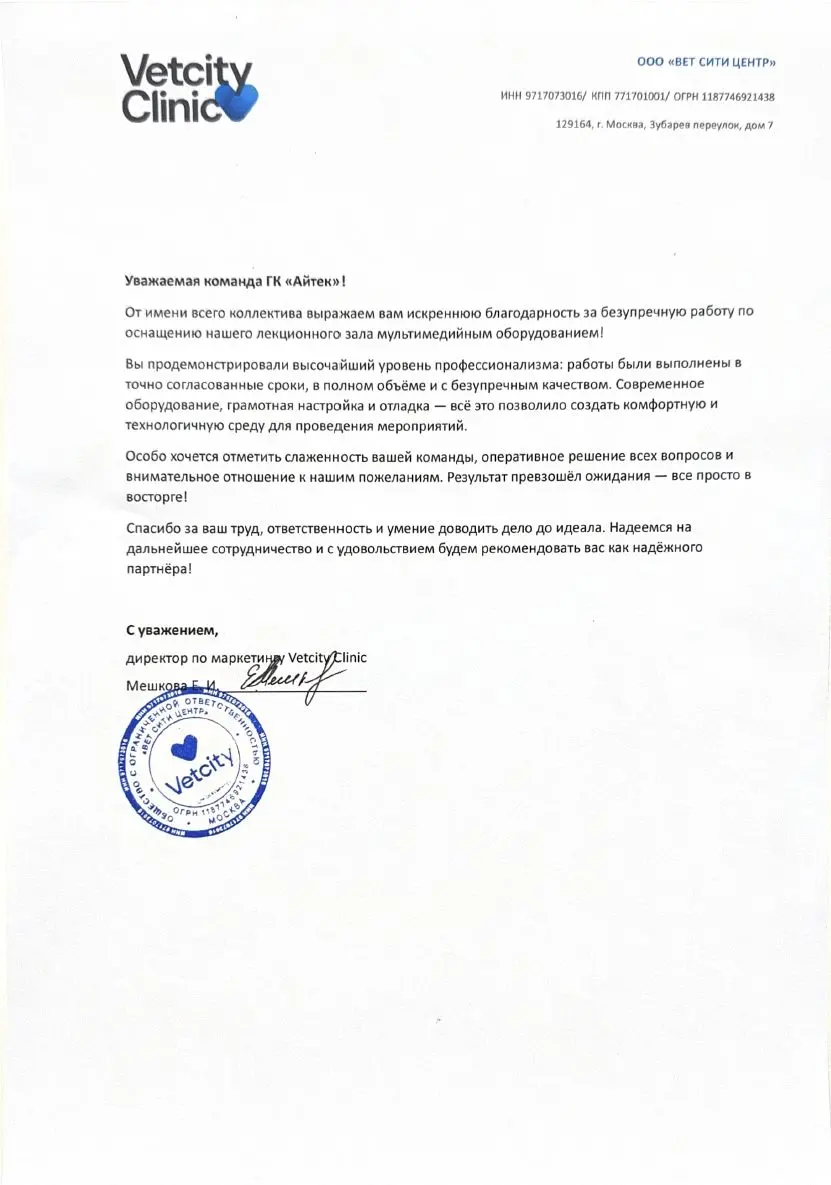 Vetcity
Clinic
ООО «ВЕТ СИТИ ЦЕНТР»
ИНН 9717073016/ КПП 771701001/ ОГРН 1187746921438
129164, г. Москва, Зубарев переулок, дом 7
Уважаемая команда ГК «Айтек»!
От имени всего коллектива выражаем вам искреннюю благодарность за безупречную работу по
оснащению нашего лекционного зала мультимедийным оборудованием!
Вы продемонстрировали высочайший уровень профессионализма: работы были выполнены в
точно согласованные сроки, в полном объёме и с безупречным качеством. Современное
оборудование, грамотная настройка и отладка — всё это позволило создать комфортную и
технологичную среду для проведения мероприятий.
Особо хочется отметить слаженность вашей команды, оперативное решение всех вопросов и
внимательное отношение к нашим пожеланиям. Результат превзошёл ожидания — все просто в
восторге!
Спасибо за ваш труд, ответственность и умение доводить дело до идеала. Надеемся на
дальнейшее сотрудничество и с удовольствием будем рекомендовать вас как надёжного
партнёра!
С уважением,
директор по маркетингу Vetcity Clinic
Мешкова Е. И.
ОБЩЕСТВО С ОГРАНИЧЕННОЙ ОТВЕТСТВЕННОСТЬЮ
«ВЕТ СИТИ ЦЕНТР»
Vetcity
ОГРН 1187746921438
МОСКВА